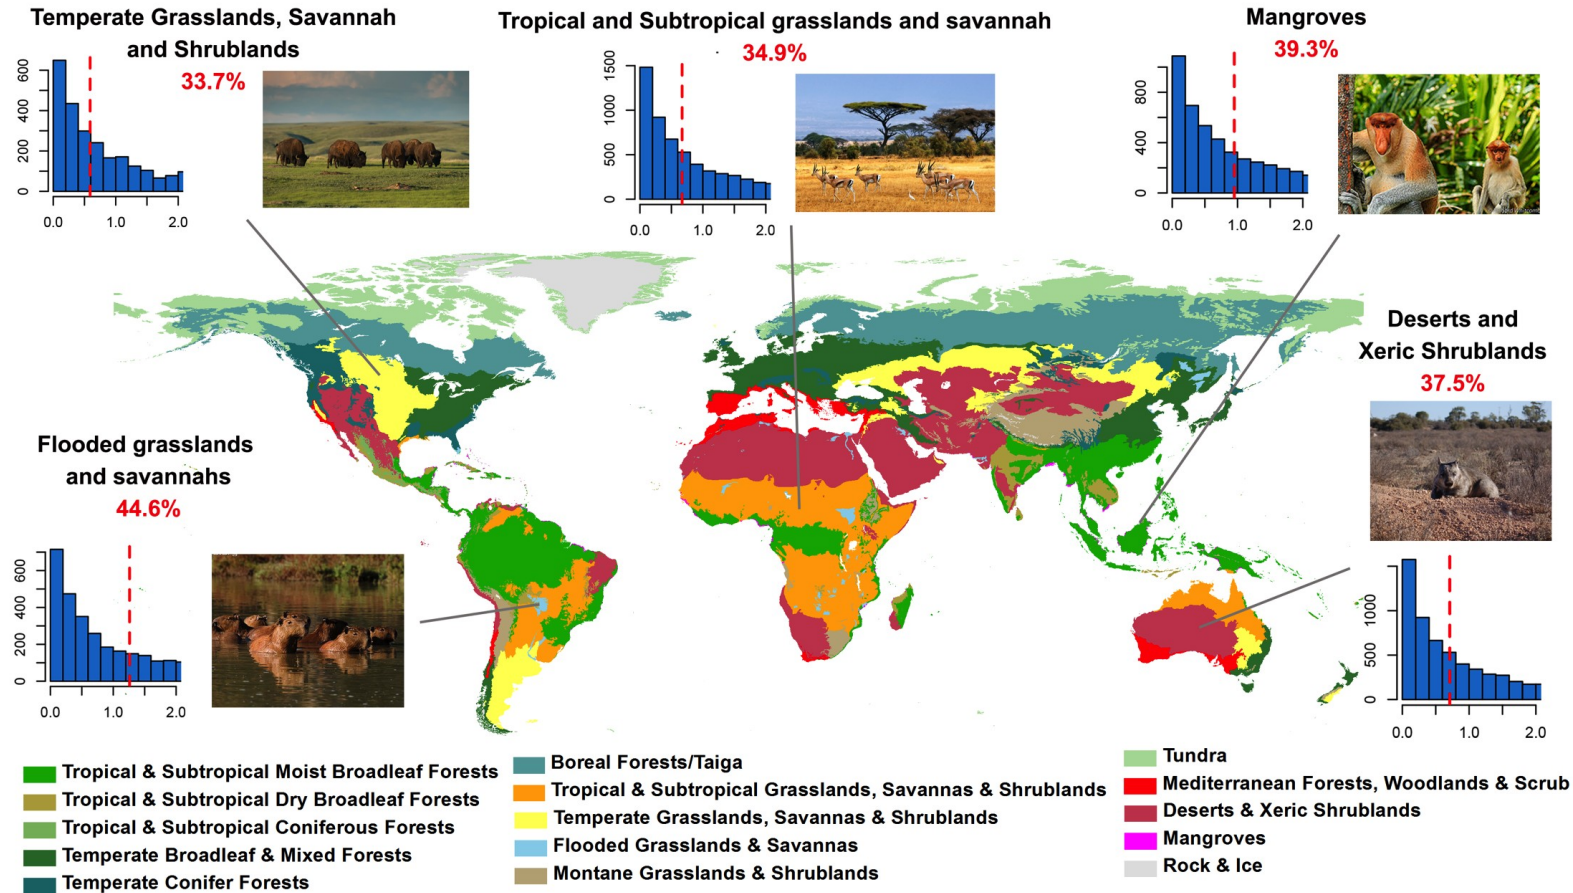 Temperate Grasslands, Savannah
and Shrublands
33.7%
600
400
200
0
0.0 1.0 2.0
Tropical and Subtropical grasslands and savannah
34.9%
1500
1000
500
0
0.0 1.0 2.0
Mangroves
39.3%
800
400
0
0.0 1.0 2.0
Deserts and
Xeric Shrublands
37.5%
1000
500
0
0.0 1.0 2.0
Flooded grasslands
and savannahs
44.6%
600
400
200
0
0.0 1.0 2.0
Tropical & Subtropical Moist Broadleaf Forests
Tropical & Subtropical Dry Broadleaf Forests
Tropical & Subtropical Coniferous Forests
Temperate Broadleaf & Mixed Forests
Temperate Conifer Forests
Boreal Forests/Taiga
Tropical & Subtropical Grasslands, Savannas & Shrublands
Temperate Grasslands, Savannas & Shrublands
Flooded Grasslands & Savannas
Montane Grasslands & Shrublands
Tundra
Mediterranean Forests, Woodlands & Scrub
Deserts & Xeric Shrublands
Mangroves
Rock & Ice